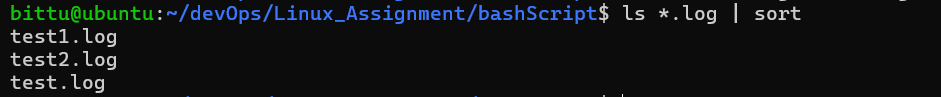 bittu@ubuntu:~/devOps/Linux_Assignment/bashScript$ ls *.log | sort
test1.log
test2.log
test.log